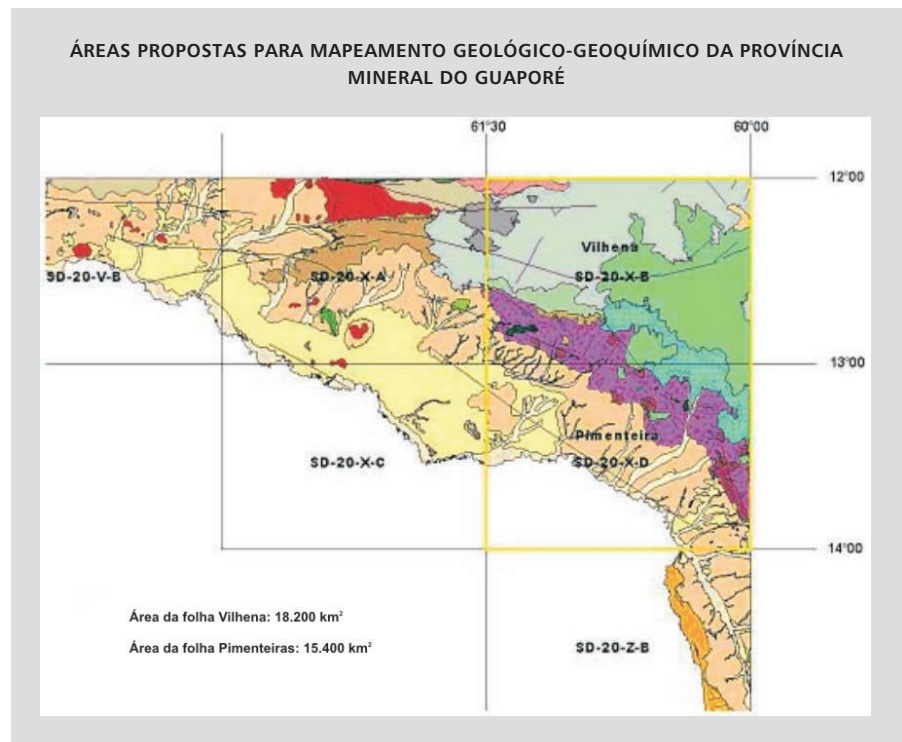 ÁREAS PROPOSTAS PARA MAPEAMENTO GEOLÓGICO-GEOQUÍMICO DA PROVÍNCIA
MINERAL DO GUAPORÉ
61°30
60°00
12°00
Vilhena
SD-20-V-B
SD-20-X-A
SD-20-X-B
13°00
Pimenteira
SD-20-X-C
SD-20-X-D
14°00
Área da folha Vilhena: 18.200 km²
Área da folha Pimenteiras: 15.400 km²
SD-20-Z-B